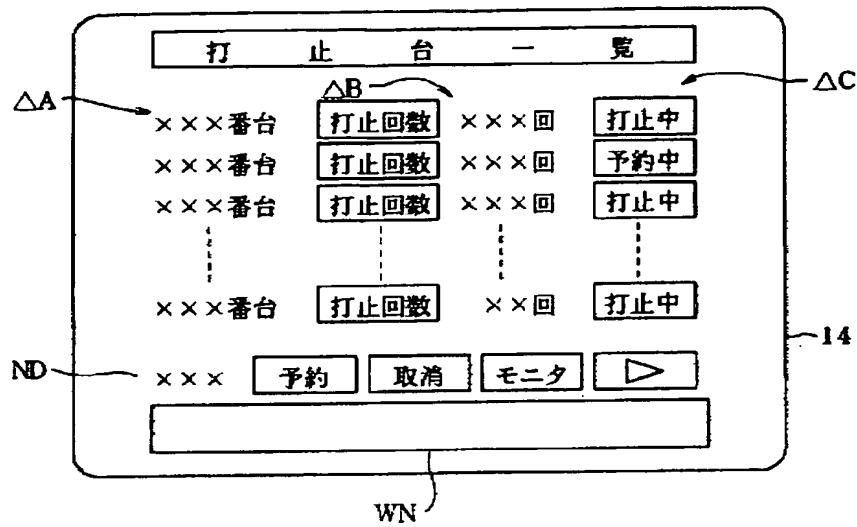 打止台一覧
△A △B △C
×××番台 打止回数 ×××回 打止中
×××番台 打止回数 ×××回 予約中
×××番台 打止回数 ×××回 打止中
×××番台 打止回数 ××回 打止中
14
ND ××× 予約 取消 モニタ ▷
WN